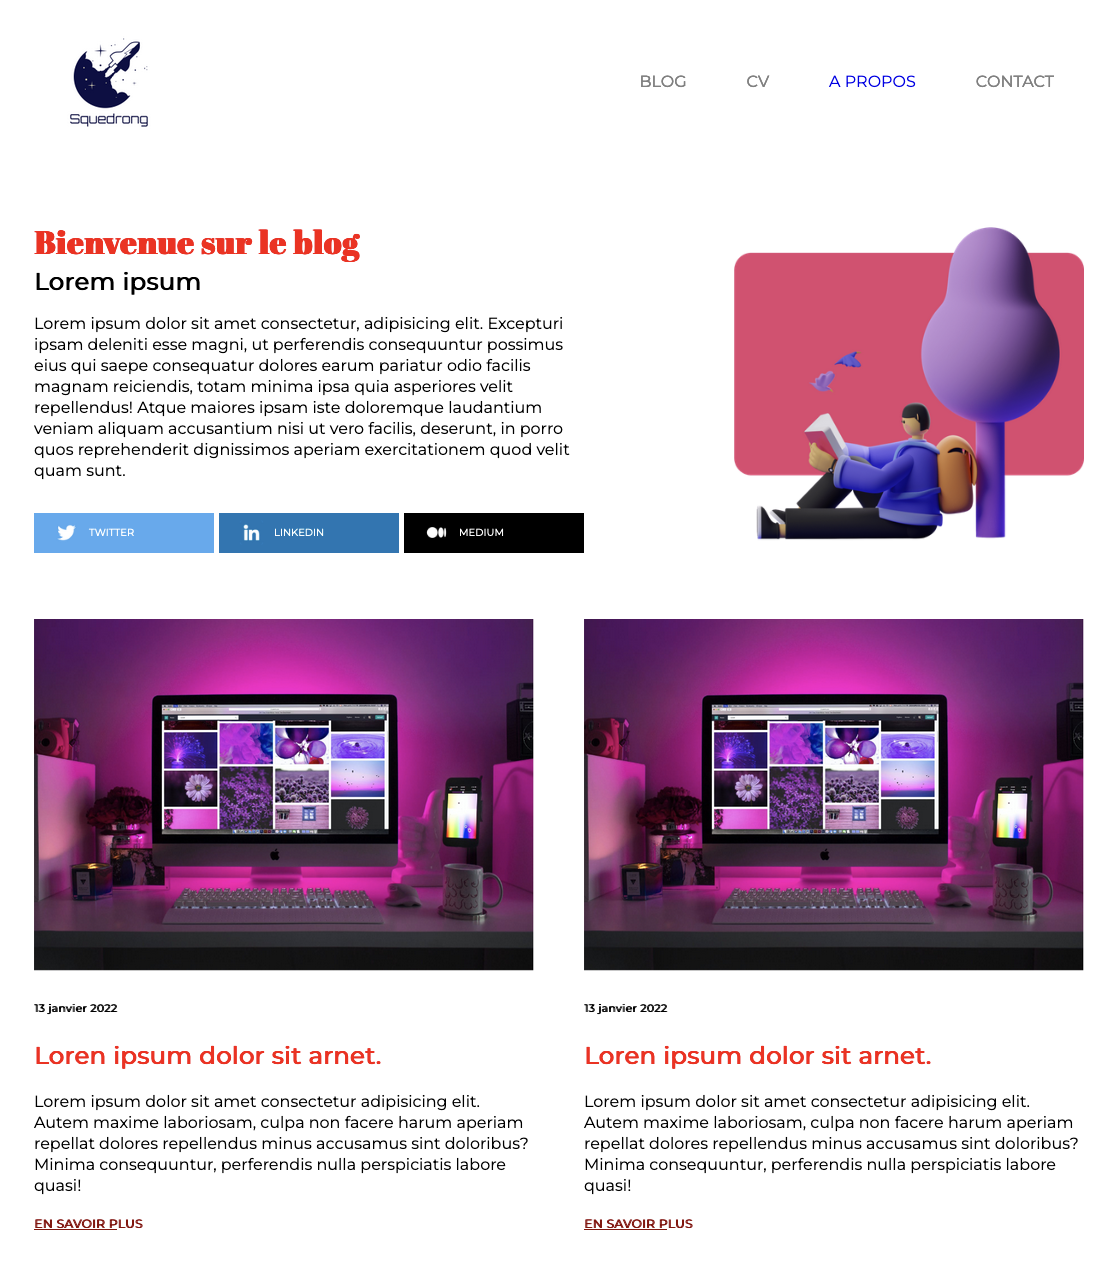 Squedrong
BLOG
CV
A PROPOS
CONTACT
Bienvenue sur le blog
Lorem ipsum
Lorem ipsum dolor sit amet consectetur, adipisicing elit. Excepturi
ipsam deleniti esse magni, ut perferendis consequuntur possimus
eius qui saepe consequatur dolores earum pariatur odio facilis
magnam reiciendis, totam minima ipsa quia asperiores velit
repellendus! Atque maiores ipsam iste doloremque laudantium
veniam aliquam accusantium nisi ut vero facilis, deserunt, in porro
quos reprehenderit dignissimos aperiam exercitationem quod velit
quam sunt.
TWITTER
LINKEDIN
MEDIUM
13 janvier 2022
Loren ipsum dolor sit arnet.
Lorem ipsum dolor sit amet consectetur adipisicing elit.
Autem maxime laboriosam, culpa non facere harum aperiam
repellat dolores repellendus minus accusamus sint doloribus?
Minima consequuntur, perferendis nulla perspiciatis labore
quasi!
EN SAVOIR PLUS
13 janvier 2022
Loren ipsum dolor sit arnet.
Lorem ipsum dolor sit amet consectetur adipisicing elit.
Autem maxime laboriosam, culpa non facere harum aperiam
repellat dolores repellendus minus accusamus sint doloribus?
Minima consequuntur, perferendis nulla perspiciatis labore
quasi!
EN SAVOIR PLUS